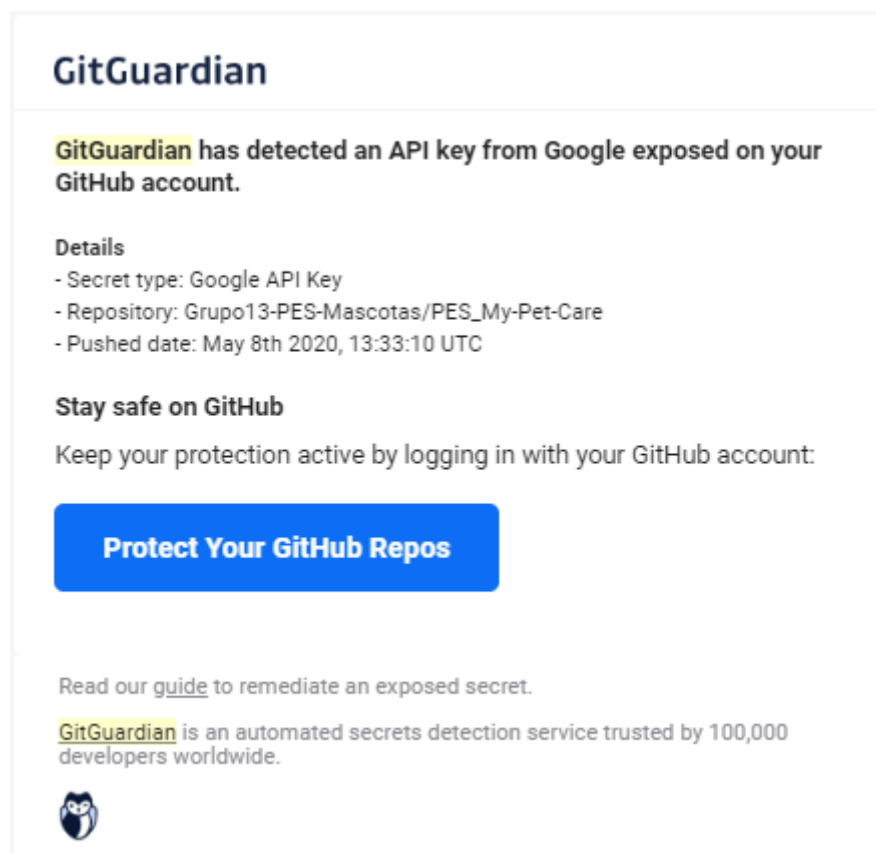 GitGuardian
GitGuardian has detected an API key from Google exposed on your
GitHub account.
Details
- Secret type: Google API Key
- Repository: Grupo13-PES-Mascotas/PES_My-Pet-Care
- Pushed date: May 8th 2020, 13:33:10 UTC
Stay safe on GitHub
Keep your protection active by logging in with your GitHub account:
Protect Your GitHub Repos
Read our guide to remediate an exposed secret.
GitGuardian is an automated secrets detection service trusted by 100,000
developers worldwide.